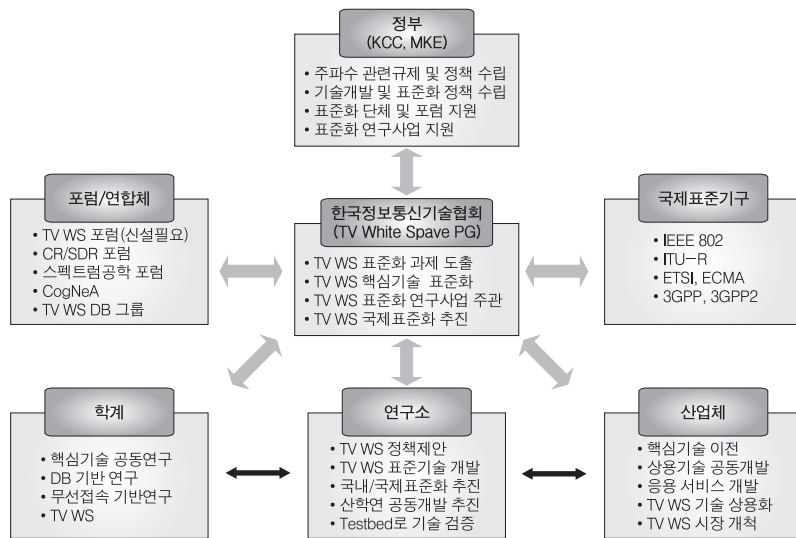 정부
(KCC, MKE)
• 주파수 관련규제 및 정책 수립
• 기술개발 및 표준화 정책 수립
• 표준화 단체 및 포럼 지원
• 표준화 연구사업 지원
포럼/연합체
• TV WS 포럼(신설필요)
• CR/SDR 포럼
• 스펙트럼공학 포럼
• CogNeA
• TV WS DB 그룹
한국정보통신기술협회
(TV White Spave PG)
• TV WS 표준화 과제 도출
• TV WS 핵심기술 표준화
• TV WS 표준화 연구사업 주관
• TV WS 국제표준화 추진
국제표준기구
• IEEE 802
• ITU-R
• ETSI, ECMA
• 3GPP, 3GPP2
학계
• 핵심기술 공동연구
• DB 기반 연구
• 무선접속 기반연구
• TV WS
연구소
• TV WS 정책제안
• TV WS 표준기술 개발
• 국내/국제표준화 추진
• 산학연 공동개발 추진
• Testbed로 기술 검증
산업체
• 핵심기술 이전
• 상용기술 공동개발
• 응용 서비스 개발
• TV WS 기술 상용화
• TV WS 시장 개척